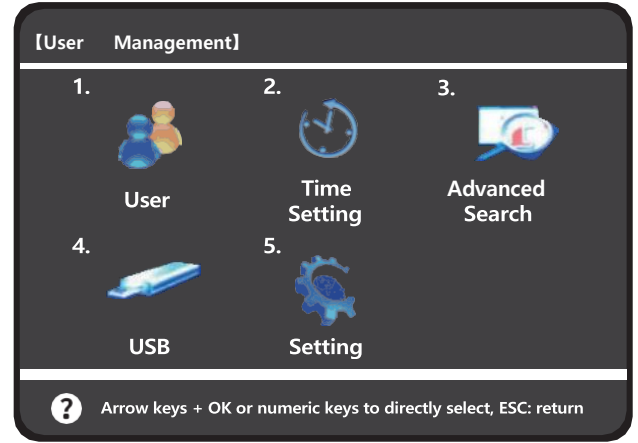 【User Management】
1.
2.
3.
User
Time
Setting
Advanced
Search
4.
5.
USB
Setting
? Arrow keys + OK or numeric keys to directly select, ESC: return